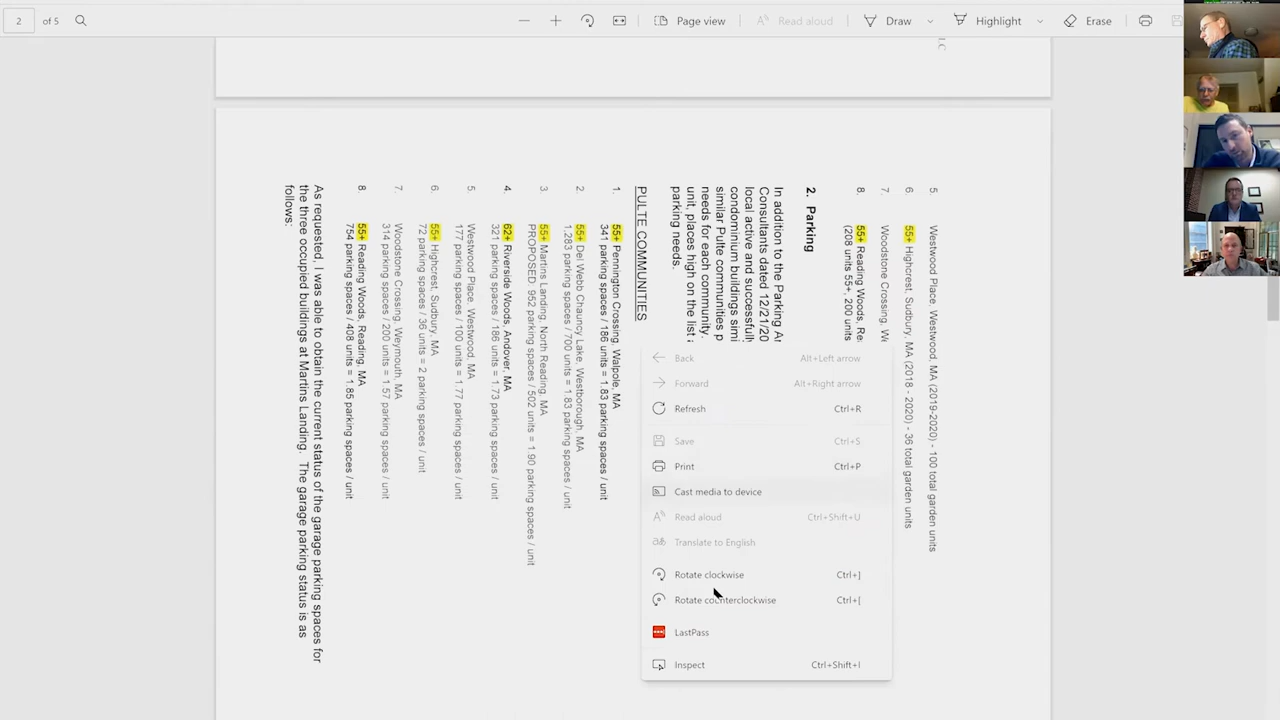 2
of 5
Page view
Read aloud
Draw
Highlight
Erase
LC
5. Westwood Place, Westwood, MA (2019-2020) - 100 total garden units
6. 55+ Highcrest, Sudbury, MA (2018 - 2020) - 36 total garden units
7. Woodstone Crossing, W
8. 55+ Reading Woods, Re
(208 units 55+, 200 units
2. Parking
In addition to the Parking An
Consultants dated 12/21/20
local active and successful
condominium buildings simi
similar Pulte communities p
needs for each community.
unit, places high on the list
parking needs.
PULTE COMMUNITIES
1. 55+ Pennington Crossing, Walpole, MA
341 parking spaces / 186 units = 1.83 parking spaces / unit
2. 55+ Del Webb Chauncy Lake, Westborough, MA
1,283 parking spaces / 700 units = 1.83 parking spaces / unit
3. 55+ Martins Landing, North Reading, MA
PROPOSED 952 parking spaces / 502 units = 1.90 parking spaces / unit
4. 62+ Riverside Woods, Andover, MA
321 parking spaces / 186 units = 1.73 parking spaces / unit
5. Westwood Place, Westwood, MA
177 parking spaces / 100 units = 1.77 parking spaces / unit
6. 55+ Highcrest, Sudbury, MA
72 parking spaces / 36 units = 2 parking spaces / unit
7. Woodstone Crossing, Weymouth, MA
314 parking spaces / 200 units = 1.57 parking spaces / unit
8. 55+ Reading Woods, Reading, MA
754 parking spaces / 408 units = 1.85 parking spaces / unit
As requested, I was able to obtain the current status of the garage parking spaces for
the three occupied buildings at Martins Landing. The garage parking status is as
follows:
Back Alt+Left arrow
Forward Alt+Right arrow
Refresh Ctrl+R
Save Ctrl+S
Print Ctrl+P
Cast media to device
Read aloud Ctrl+Shift+U
Translate to English
Rotate clockwise Ctrl+]
Rotate counterclockwise Ctrl+[
LastPass
Inspect Ctrl+Shift+I